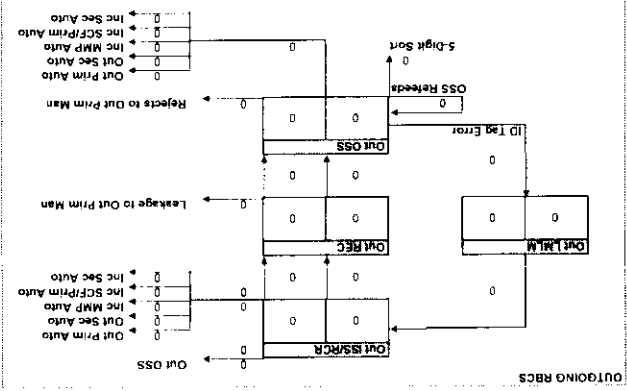 OUTGOING RBCS
0 Out OSS
Out ISS/RCR 0
0 Out Prim Auto
0 0 0 Out Sec Auto
0 Inc MMP Auto
0 0 Inc SCF/Prim Auto
0 0 0 Inc Sec Auto
Out LMLM Out REC
0 0 0 0 0 Leakage to Out Prim Man
0 0 0
ID Tag Error Out OSS
0 0 0 Rejects to Out Prim Man
0
OSS Refeeds
0 Out Prim Auto
0 Out Sec Auto
0 0 0 Inc MMP Auto
5-Digit Sort 0 Inc SCF/Prim Auto
0 Inc Sec Auto